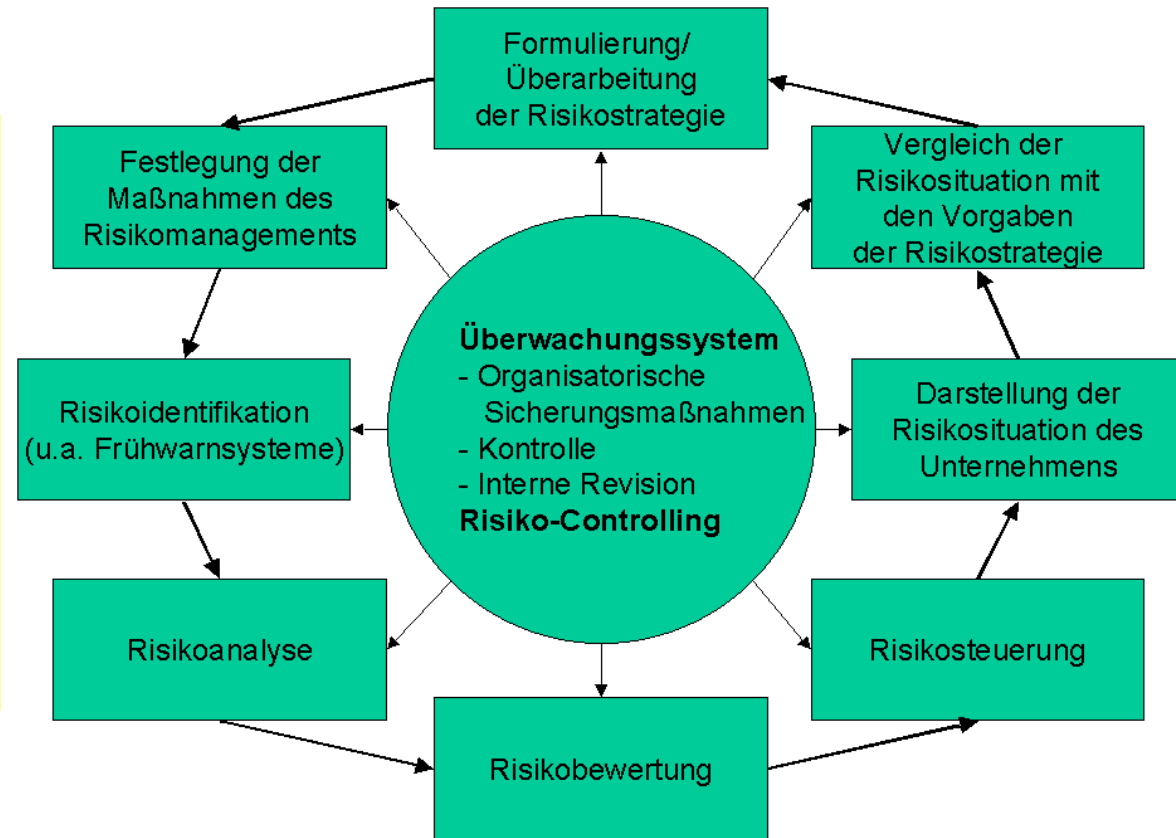 Formulierung/
Überarbeitung
der Risikostrategie
Festlegung der
Maßnahmen des
Risikomanagements
Vergleich der
Risikosituation mit
den Vorgaben
der Risikostrategie
Überwachungssystem
- Organisatorische
Sicherungsmaßnahmen
- Kontrolle
- Interne Revision
Risiko-Controlling
Risikoidentifikation
(u.a. Frühwarnsysteme)
Darstellung der
Risikosituation des
Unternehmens
Risikoanalyse
Risikosteuerung
Risikobewertung